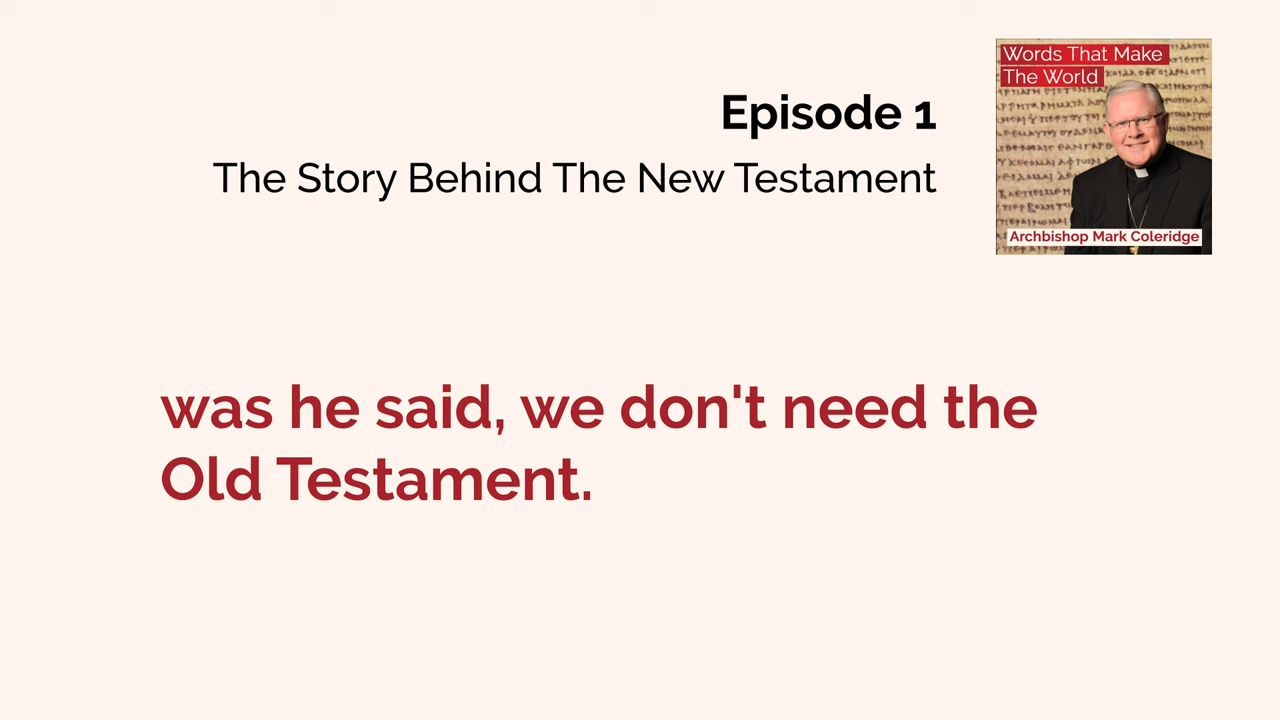 Episode 1
The Story Behind The New Testament
Words That Make
The World
Archbishop Mark Coleridge
was he said, we don't need the
Old Testament.